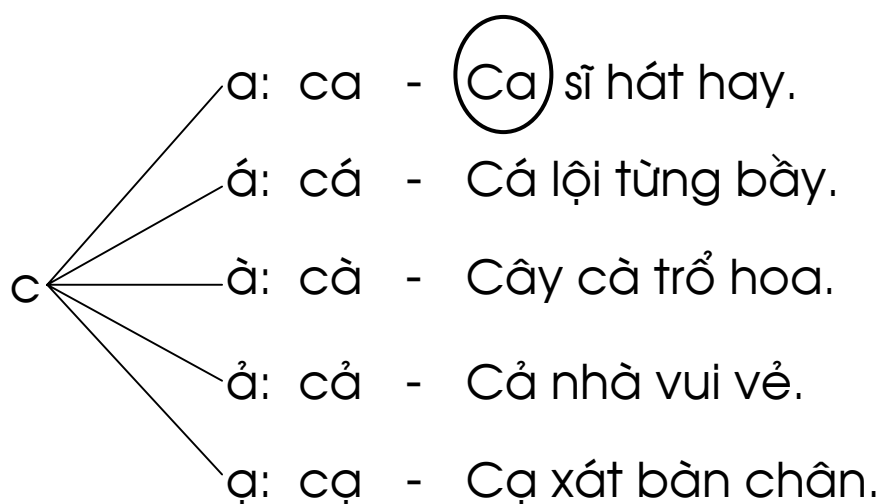 a: ca - Ca sĩ hát hay.
á: cá - Cá lội từng bầy.
c à: cà - Cây cà trổ hoa.
ả: cả - Cả nhà vui vẻ.
ạ: cạ - Cạ xát bàn chân.